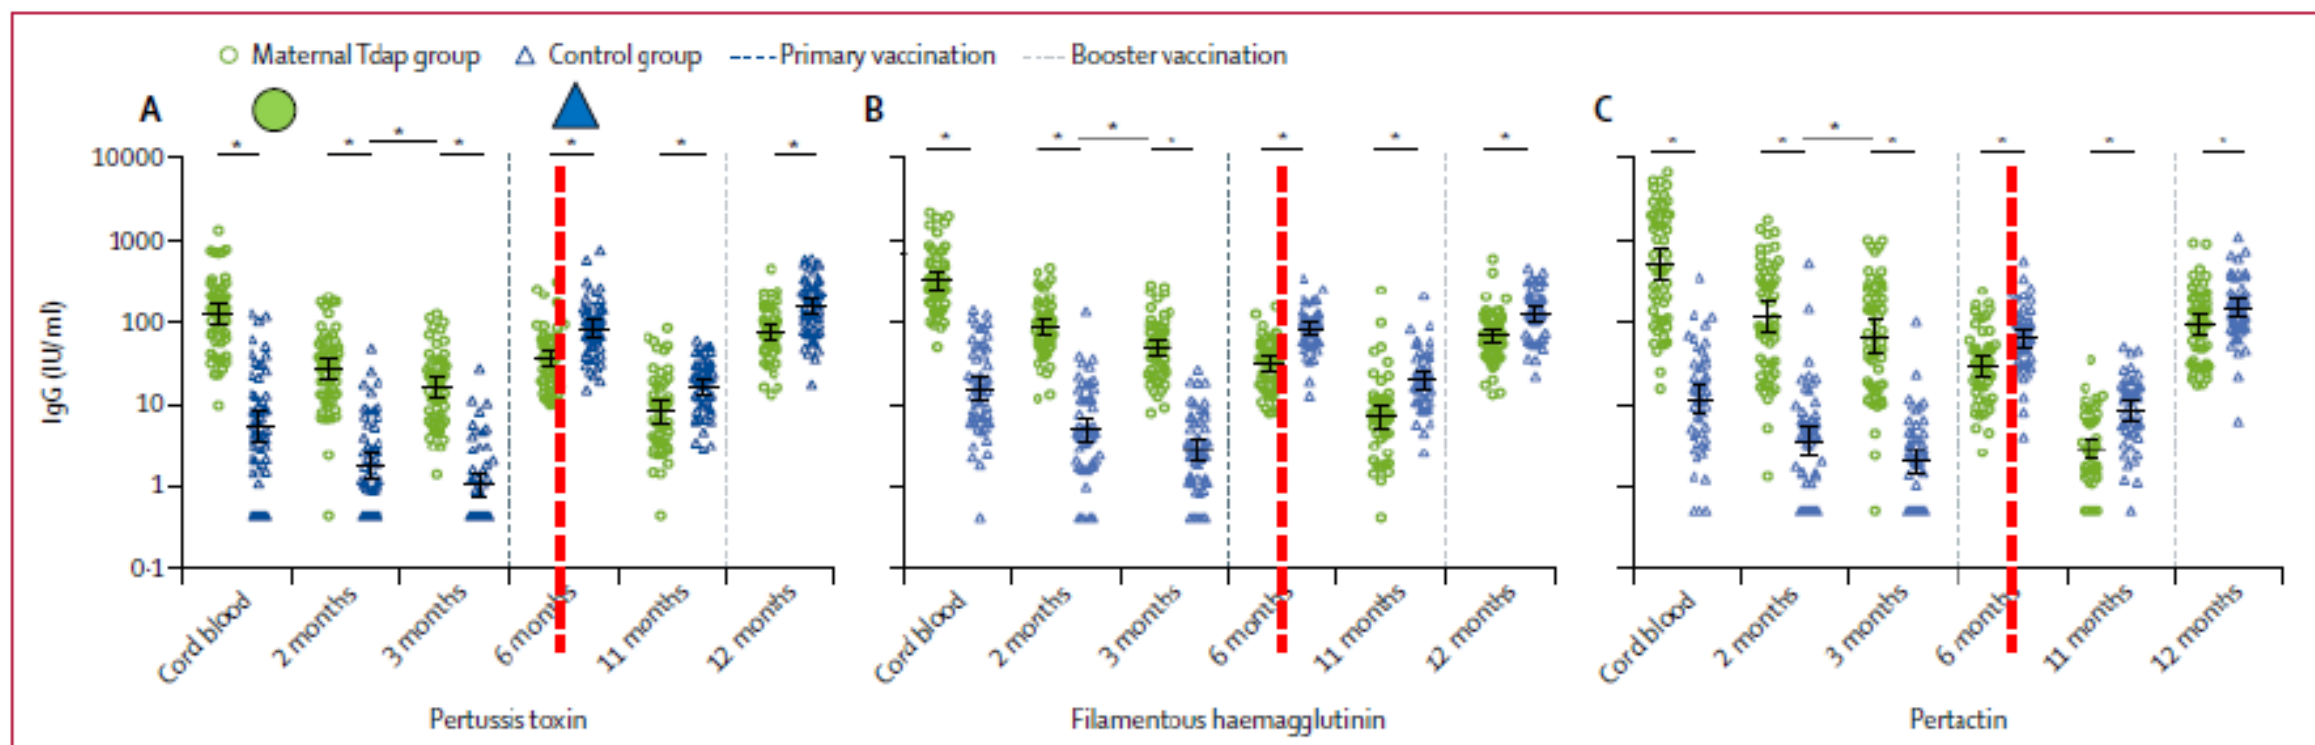 Maternal Tdap group Control group Primary vaccination Booster vaccination
A B C
* * * * * * *
* * * * * * *
* * * * * * *
10000
1000
100
10
1
0·1
IgG (IU/ml)
Cord blood 2 months 3 months 6 months 11 months 12 months
Cord blood 2 months 3 months 6 months 11 months 12 months
Cord blood 2 months 3 months 6 months 11 months 12 months
Pertussis toxin Filamentous haemagglutinin Pertactin